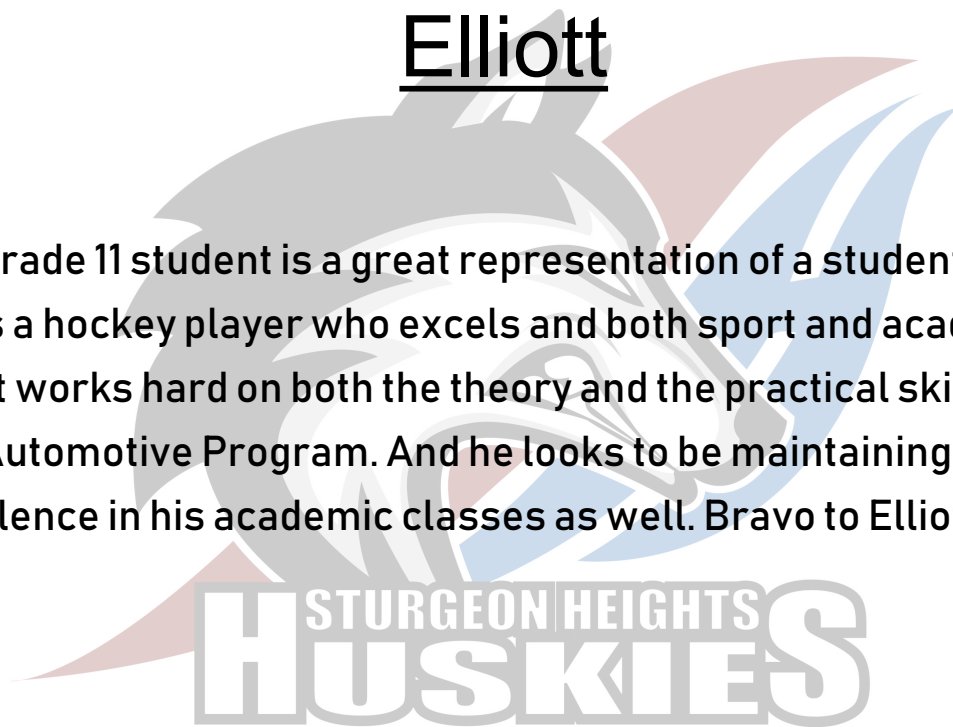 Elliott
rade 11 student is a great representation of a student
s a hockey player who excels and both sport and aca
t works hard on both the theory and the practical ski
Automotive Program. And he looks to be maintaining
lence in his academic classes as well. Bravo to Ellio
STURGEON HEIGHTS
HUSKIES